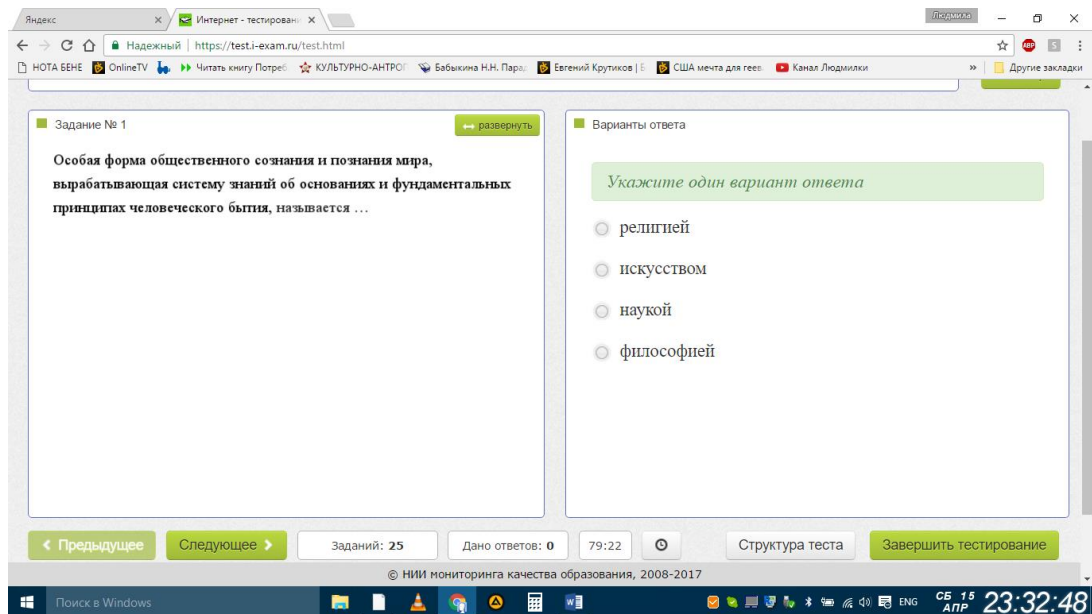 Яндекс
Интернет - тестировани
Людмила
Надежный https://test.i-exam.ru/test.html
НОТА БЕНЕ OnlineTV Читать книгу Потреб КУЛЬТУРНО-АНТРОГ Бабыкина Н.Н. Парад Евгений Крутиков | США мечта для геев Канал Людмилки » Другие закладки
Задание № 1
развернуть
Особая форма общественного сознания и познания мира,
вырабатывающая систему знаний об основаниях и фундаментальных
принципах человеческого бытия, называется …
Варианты ответа
Укажите один вариант ответа
религией
искусством
наукой
философией
Предыдущее Следующее Заданий: 25 Дано ответов: 0 79:22 Структура теста Завершить тестирование
© НИИ мониторинга качества образования, 2008-2017
Поиск в Windows ENG СБ 15 АПР 23:32:48